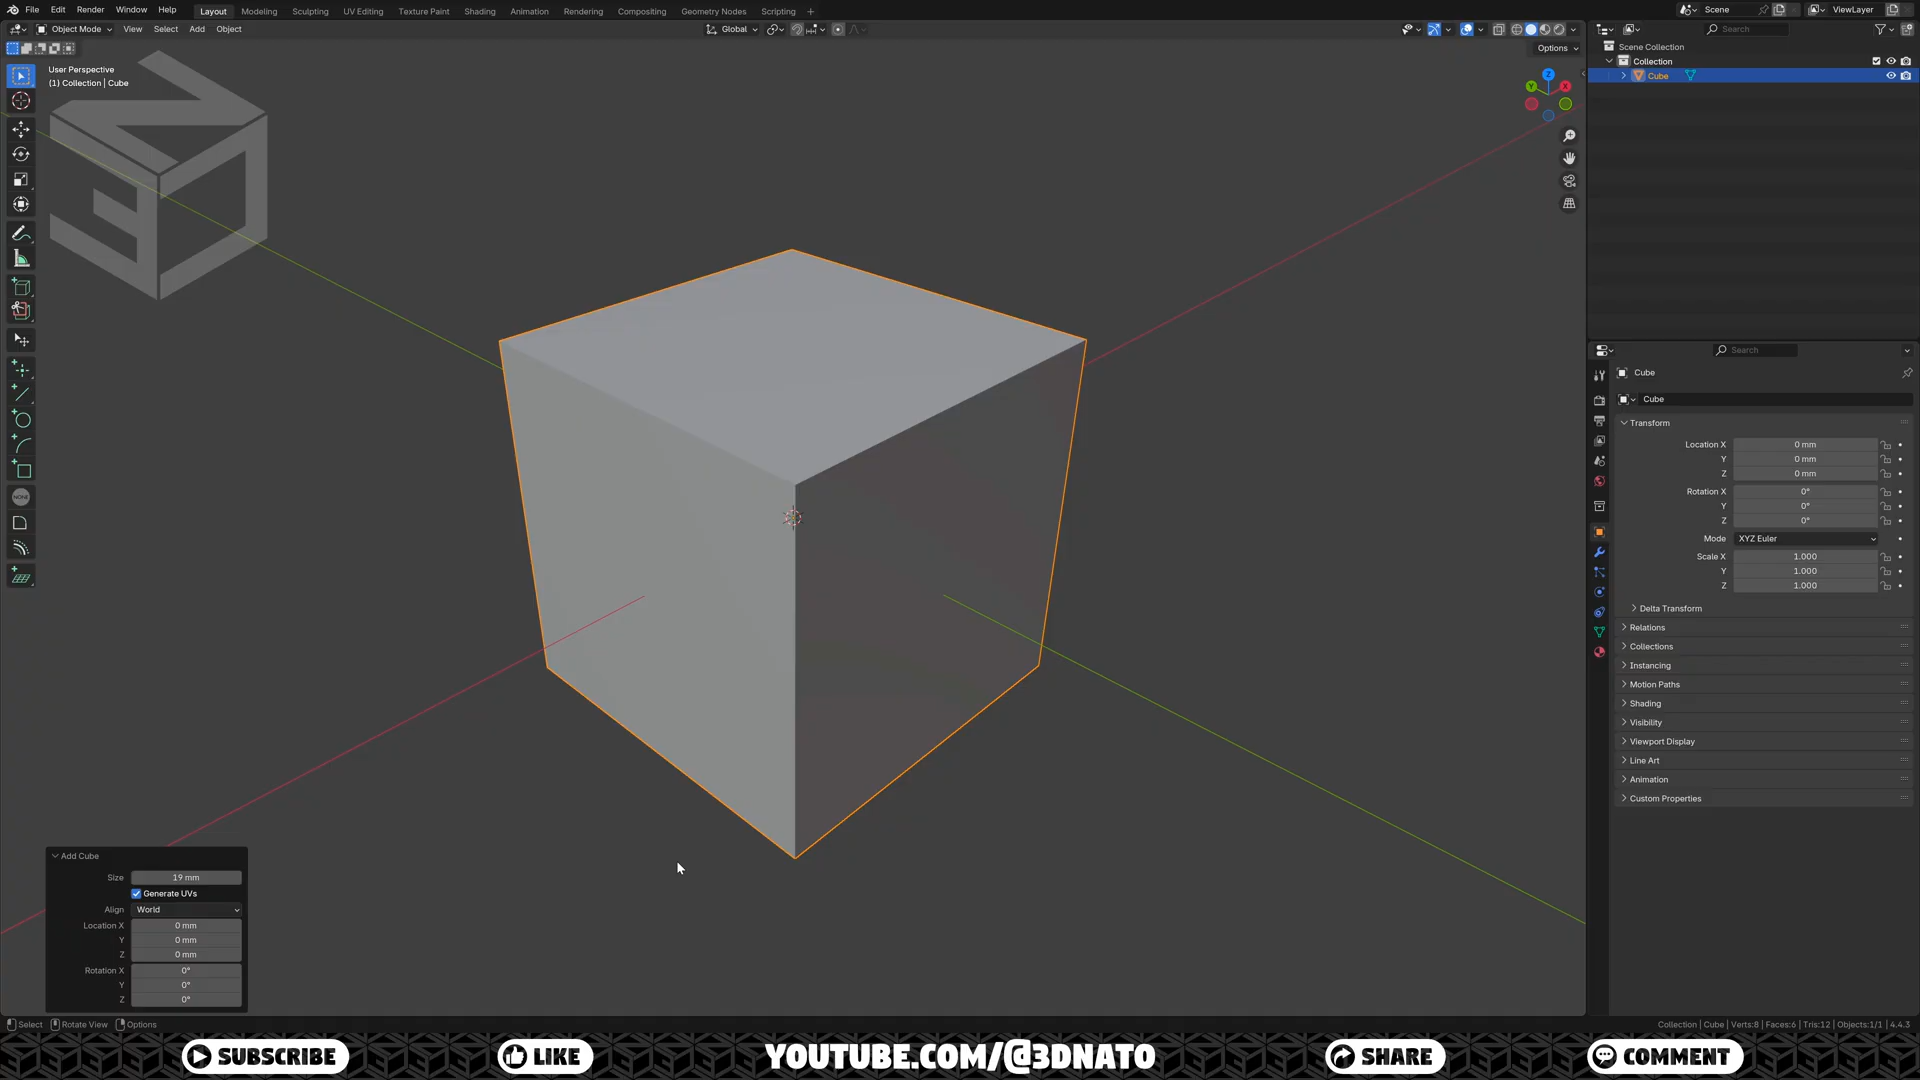 File Edit Render Window Help Layout Modeling Sculpting UV Editing Texture Paint Shading Animation Rendering Compositing Geometry Nodes Scripting + Scene ViewLayer
Object Mode View Select Add Object Global Search
Options
Scene Collection
Collection
Cube
User Perspective
(1) Collection | Cube
3D
N
Z
Y
X
Search
Cube
Cube
Transform
Location X 0 mm
Y 0 mm
Z 0 mm
Rotation X 0°
Y 0°
Z 0°
Mode XYZ Euler
Scale X 1.000
Y 1.000
Z 1.000
Delta Transform
Relations
Collections
Instancing
Motion Paths
Shading
Visibility
Viewport Display
Line Art
Animation
Custom Properties
NONE
Add Cube
Size 19 mm
Generate UVs
Align World
Location X 0 mm
Y 0 mm
Z 0 mm
Rotation X 0°
Y 0°
Z 0°
Select Rotate View Options Collection | Cube | Verts:8 | Faces:6 | Tris:12 | Objects:1/1 | 4.4.3
SUBSCRIBE LIKE YOUTUBE.COM/@3DNATO SHARE COMMENT